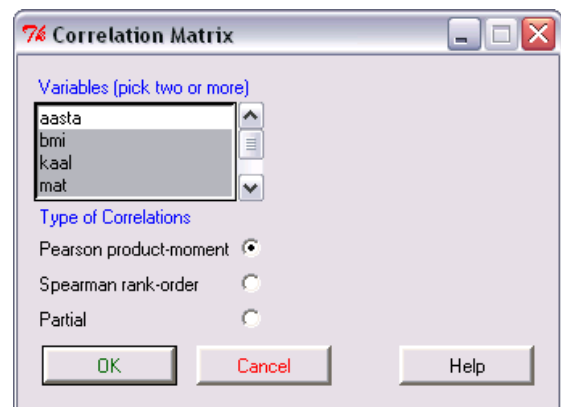 Correlation Matrix
Variables (pick two or more)
aasta
bmi
kaal
mat
Type of Correlations
Pearson product-moment
Spearman rank-order
Partial
OK
Cancel
Help